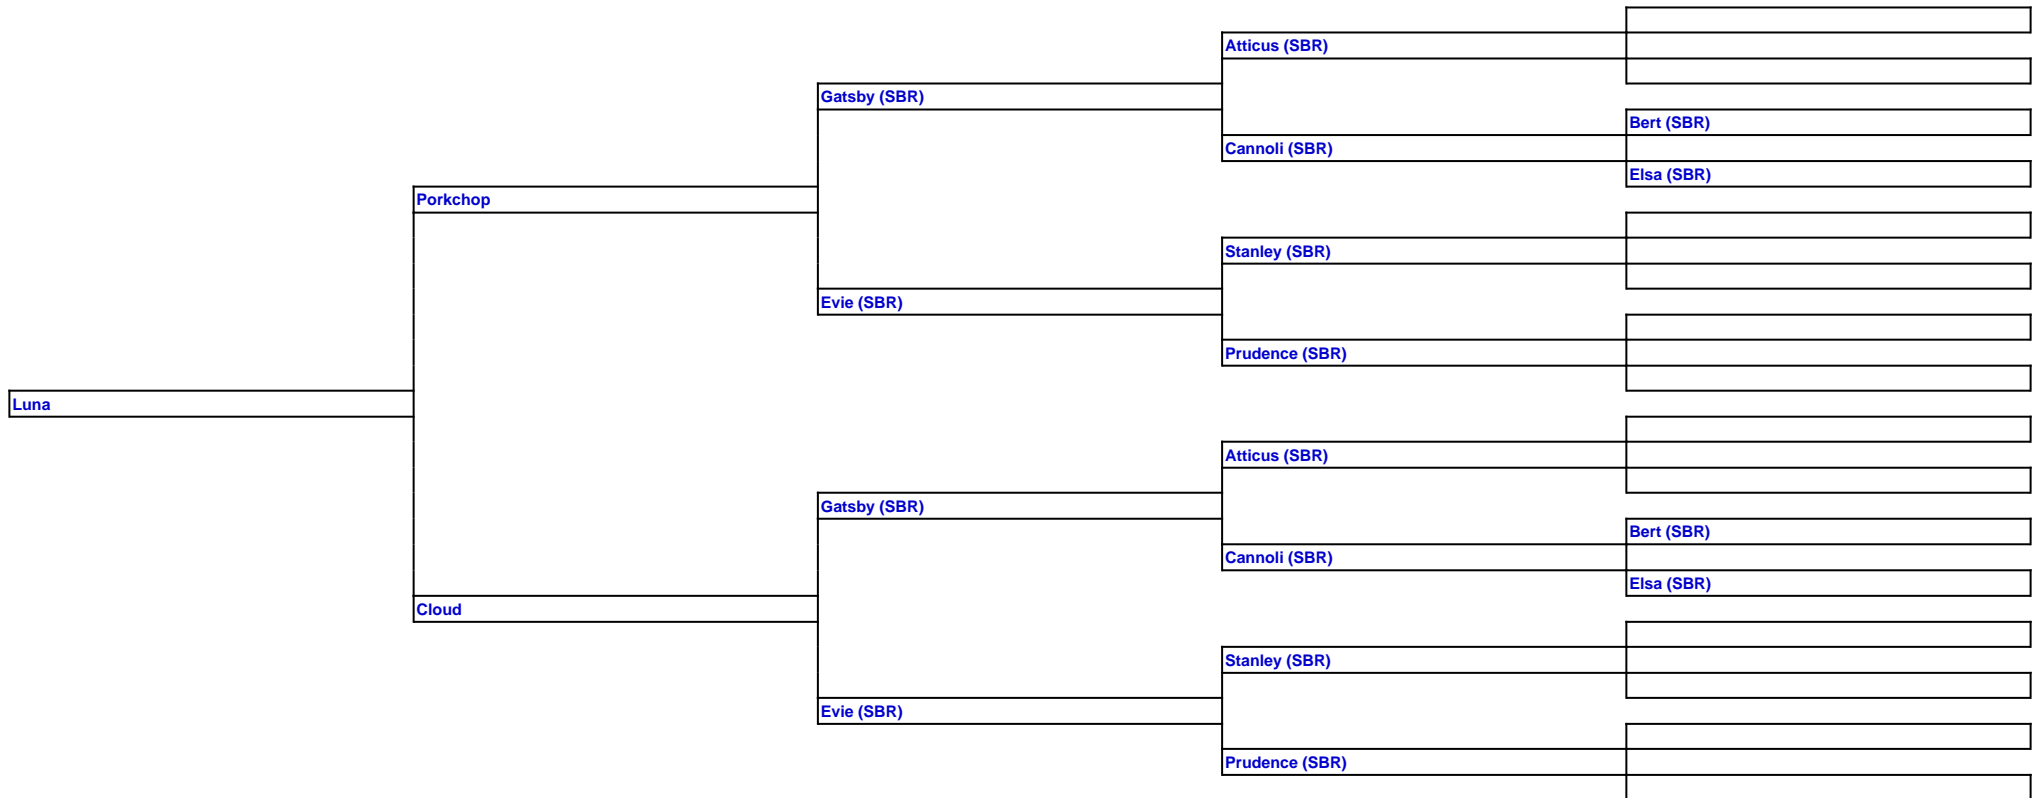 Atticus (SBR)
Gatsby (SBR)
Bert (SBR)
Cannoli (SBR)
Elsa (SBR)
Porkchop
Stanley (SBR)
Evie (SBR)
Prudence (SBR)
Luna
Atticus (SBR)
Gatsby (SBR)
Bert (SBR)
Cannoli (SBR)
Elsa (SBR)
Cloud
Stanley (SBR)
Evie (SBR)
Prudence (SBR)